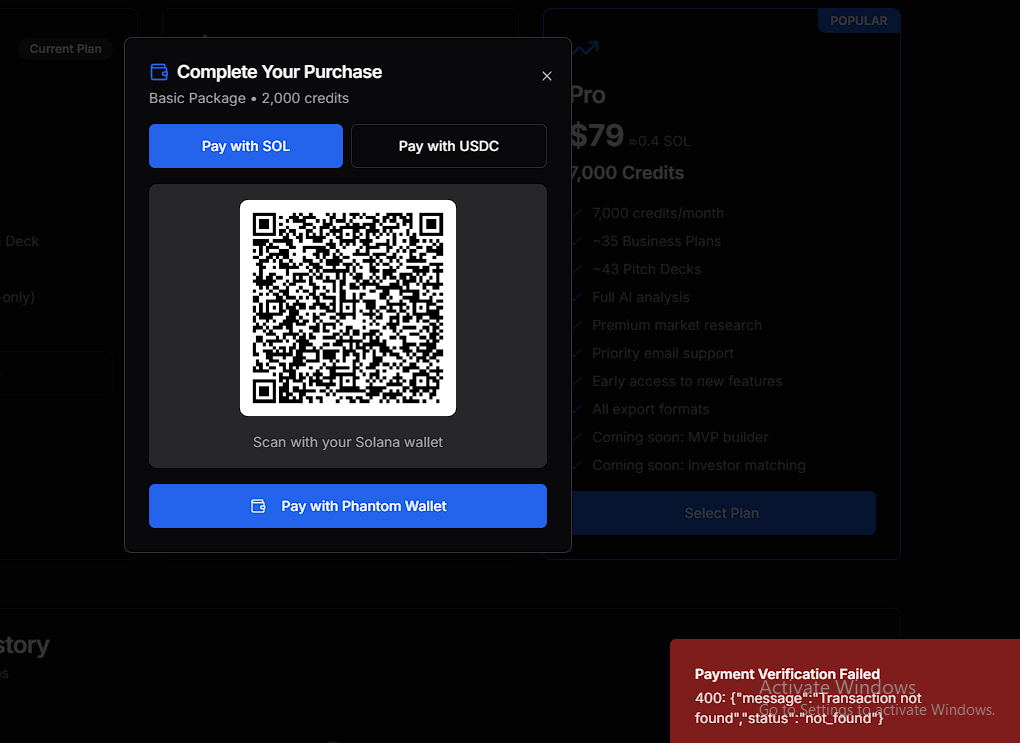 POPULAR
Current Plan
Complete Your Purchase
Basic Package • 2,000 credits
Pay with SOL
Pay with USDC
Scan with your Solana wallet
Pay with Phantom Wallet
Pro
$79 ≈0.4 SOL
7,000 Credits
7,000 credits/month
~35 Business Plans
~43 Pitch Decks
Full AI analysis
Premium market research
Priority email support
Early access to new features
All export formats
Coming soon: MVP builder
Coming soon: Investor matching
Select Plan
Deck
-only)
story
Payment Verification Failed
400: {"message":"Transaction not
found","status":"not_found"}
Activate Windows
Go to Settings to activate Windows.